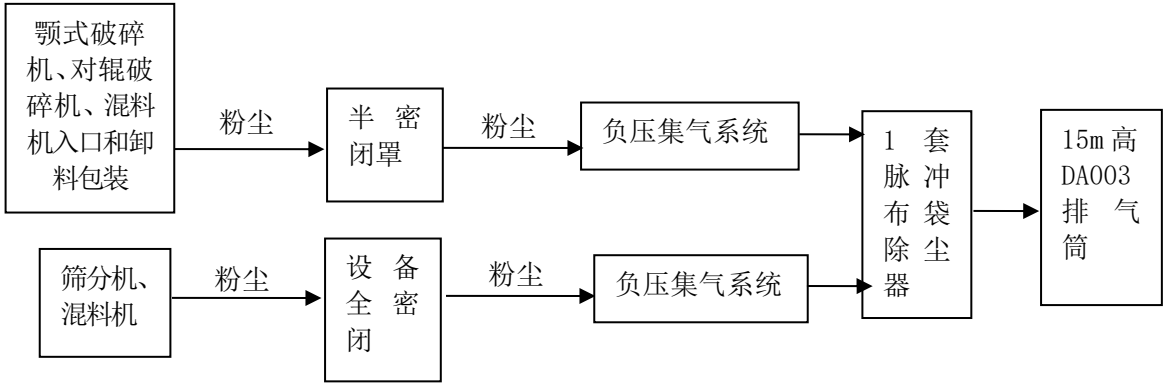 颚式破碎
机、对辊破
碎机、混料
机入口和卸
料包装
粉尘
半密
闭罩
粉尘
负压集气系统
1套
脉冲
布袋
除尘
器
15m高
DA003
排气
筒
筛分机、
混料机
粉尘
设备
全密
闭
粉尘
负压集气系统